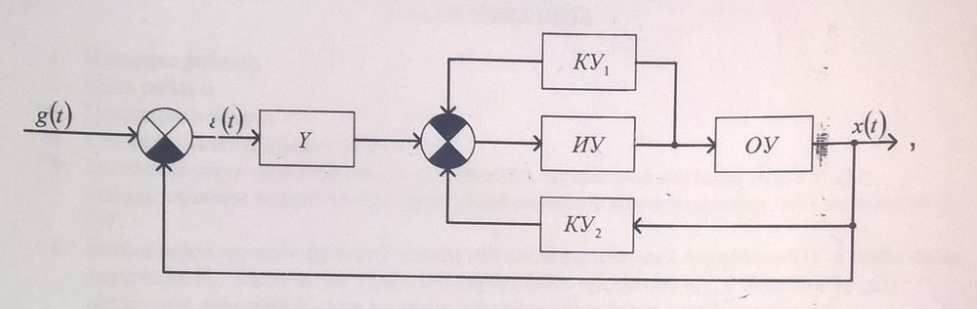 КУ₁
g(t)
ε(t)
Y
ИУ
ОУ
x(t)
,
КУ₂